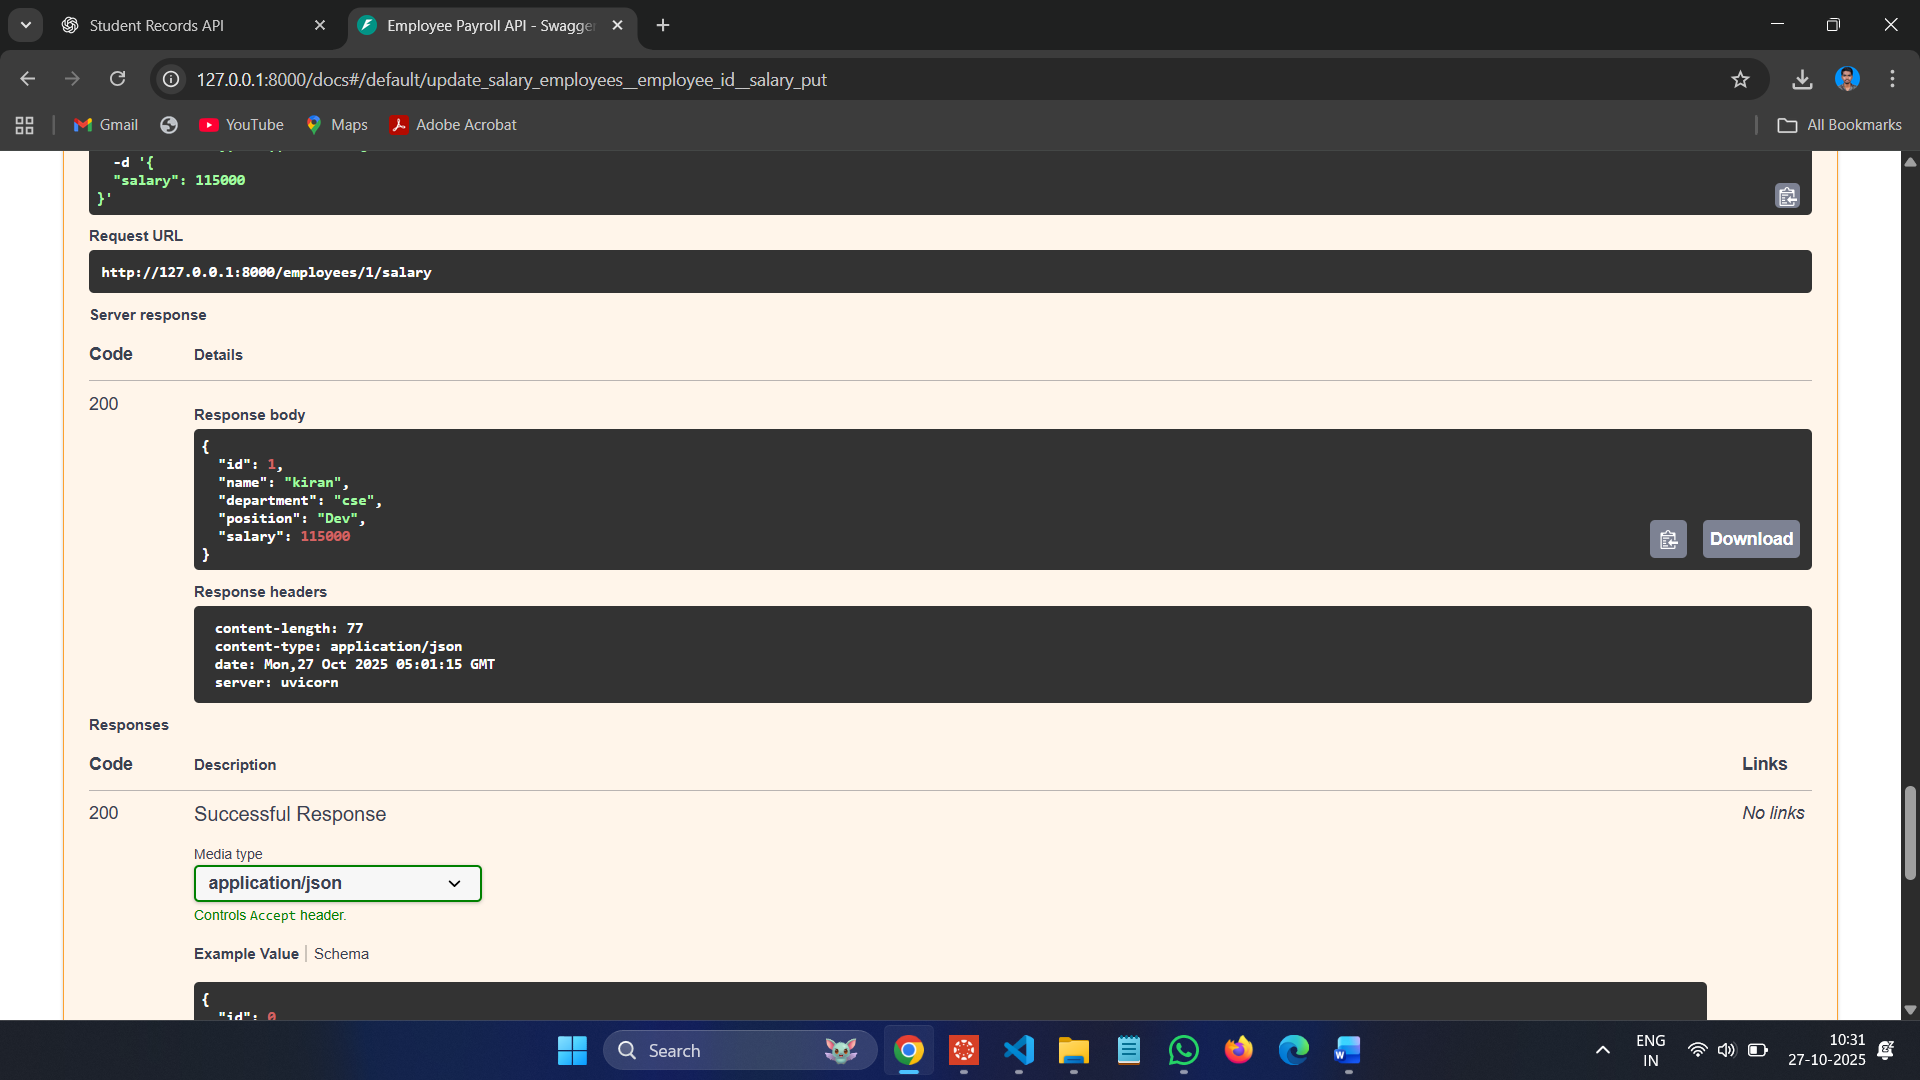 Student Records API
Employee Payroll API - Swagger
127.0.0.1:8000/docs#/default/update_salary_employees__employee_id__salary_put
Gmail
YouTube
Maps
Adobe Acrobat
All Bookmarks
-d '{
"salary": 115000
}'
Request URL
http://127.0.0.1:8000/employees/1/salary
Server response
Code Details
200
Response body
{
"id": 1,
"name": "kiran",
"department": "cse",
"position": "Dev",
"salary": 115000
}
Download
Response headers
content-length: 77
content-type: application/json
date: Mon,27 Oct 2025 05:01:15 GMT
server: uvicorn
Responses
Code Description Links
200 Successful Response No links
Media type
application/json
Controls Accept header.
Example Value | Schema
{
"id": 0
Search
ENG
IN
10:31
27-10-2025